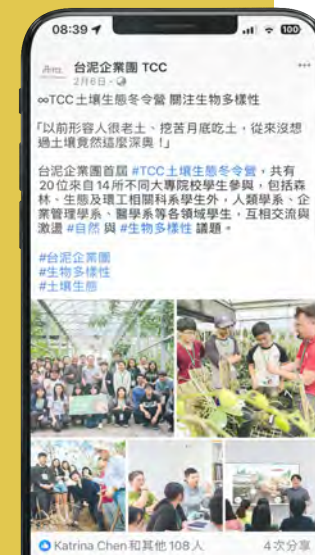 08:39
100
台泥企業團 TCC
2月6日
∞TCC土壤生態冬令營 關注生物多樣性
「以前形容人很老土、挖苦月底吃土，從來沒想
過土壤竟然這麼深奧！」
台泥企業團首屆 #TCC土壤生態冬令營，共有
20位來自14所不同大專院校學生參與，包括森
林、生態及環工相關科系學生外，人類學系、企
業管理學系、醫學系等各領域學生，互相交流與
激盪 #自然 與 #生物多樣性 議題。
#台泥企業團
#生物多樣性
#土壤生態
Katrina Chen和其他 108人
4次分享